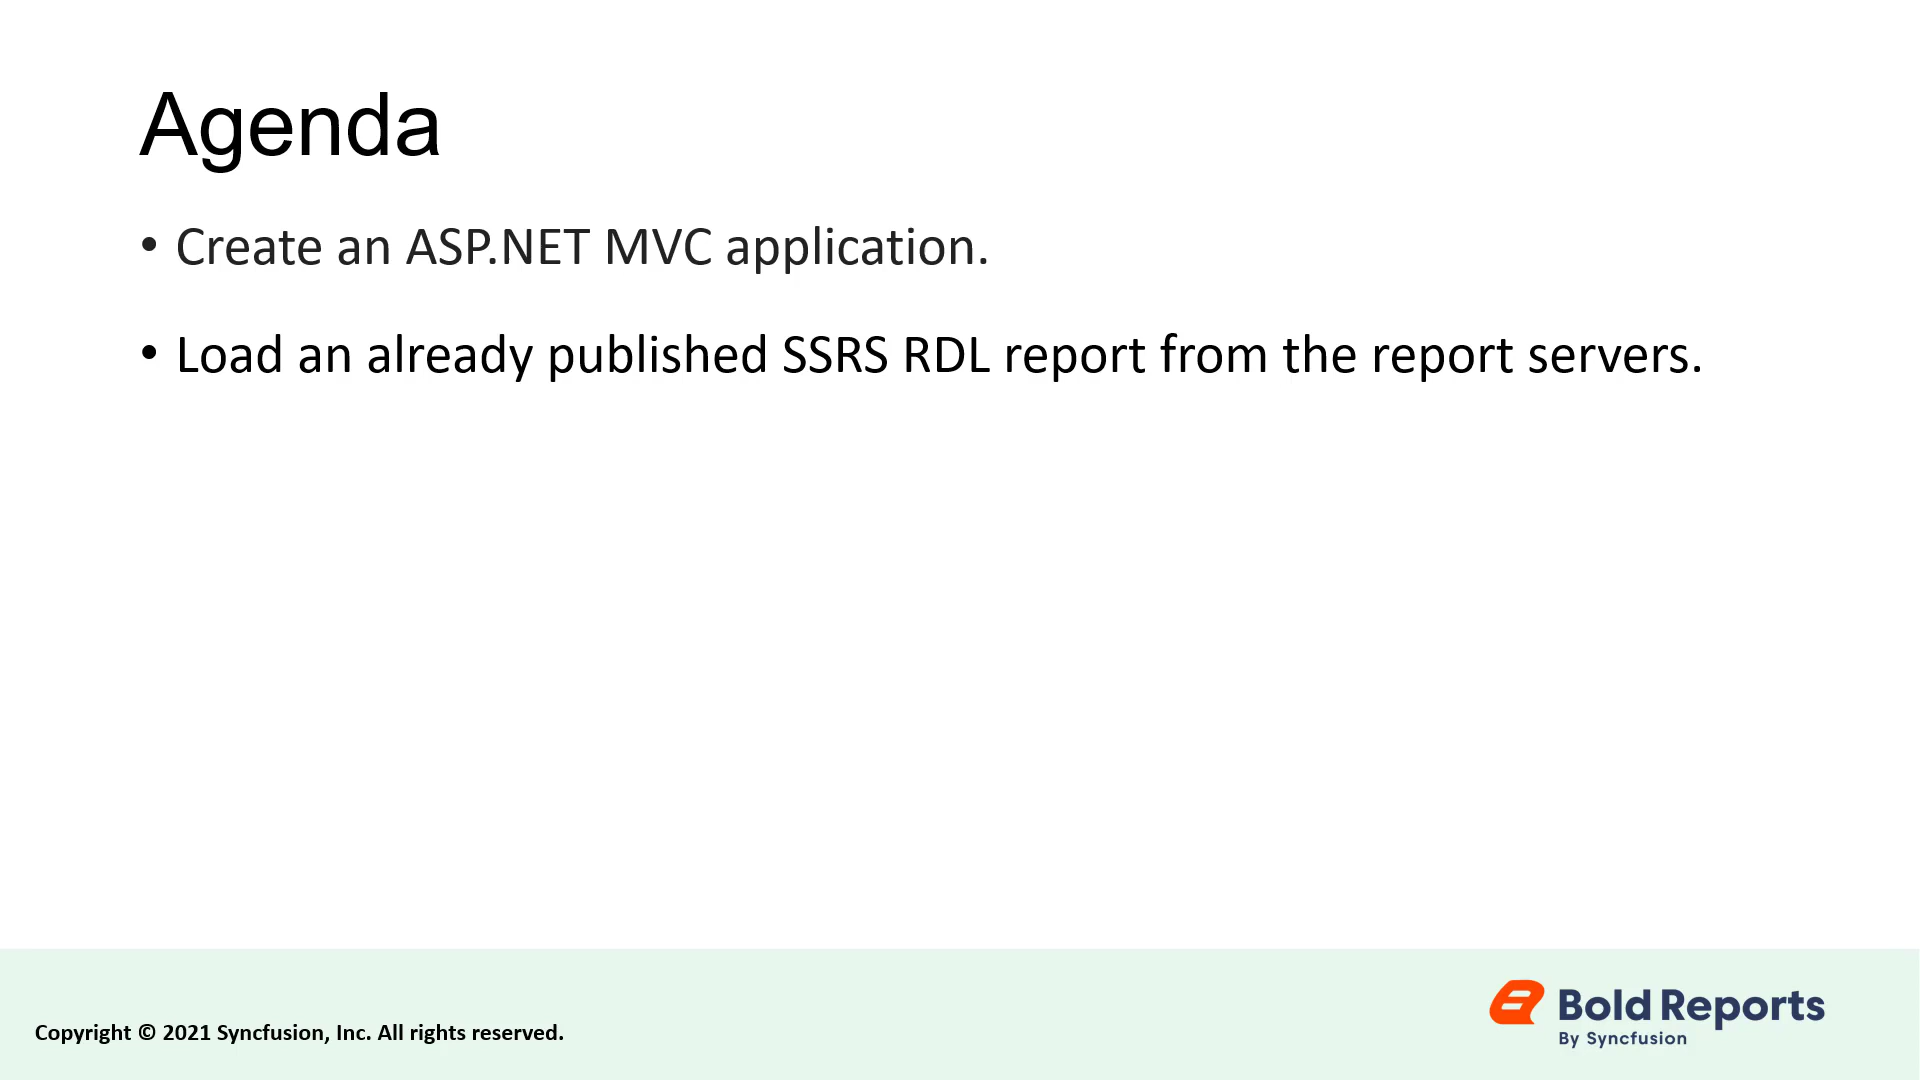 Agenda
• Create an ASP.NET MVC application.
• Load an already published SSRS RDL report from the report servers.
Copyright © 2021 Syncfusion, Inc. All rights reserved.
Bold Reports
By Syncfusion